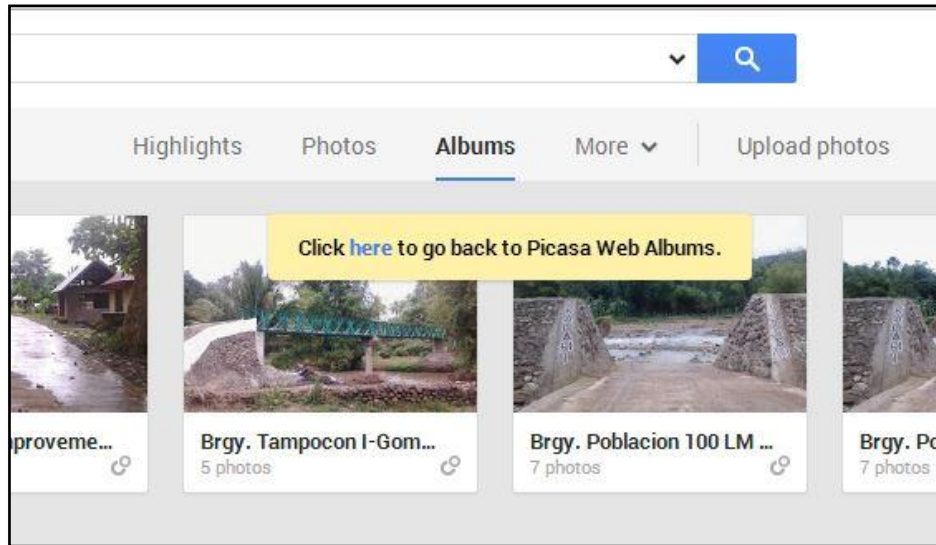 Highlights Photos Albums More Upload photos
Click here to go back to Picasa Web Albums.
nproveme...
Brgy. Tampocon I-Gom...
5 photos
Brgy. Poblacion 100 LM ...
7 photos
Brgy. Po
7 photos